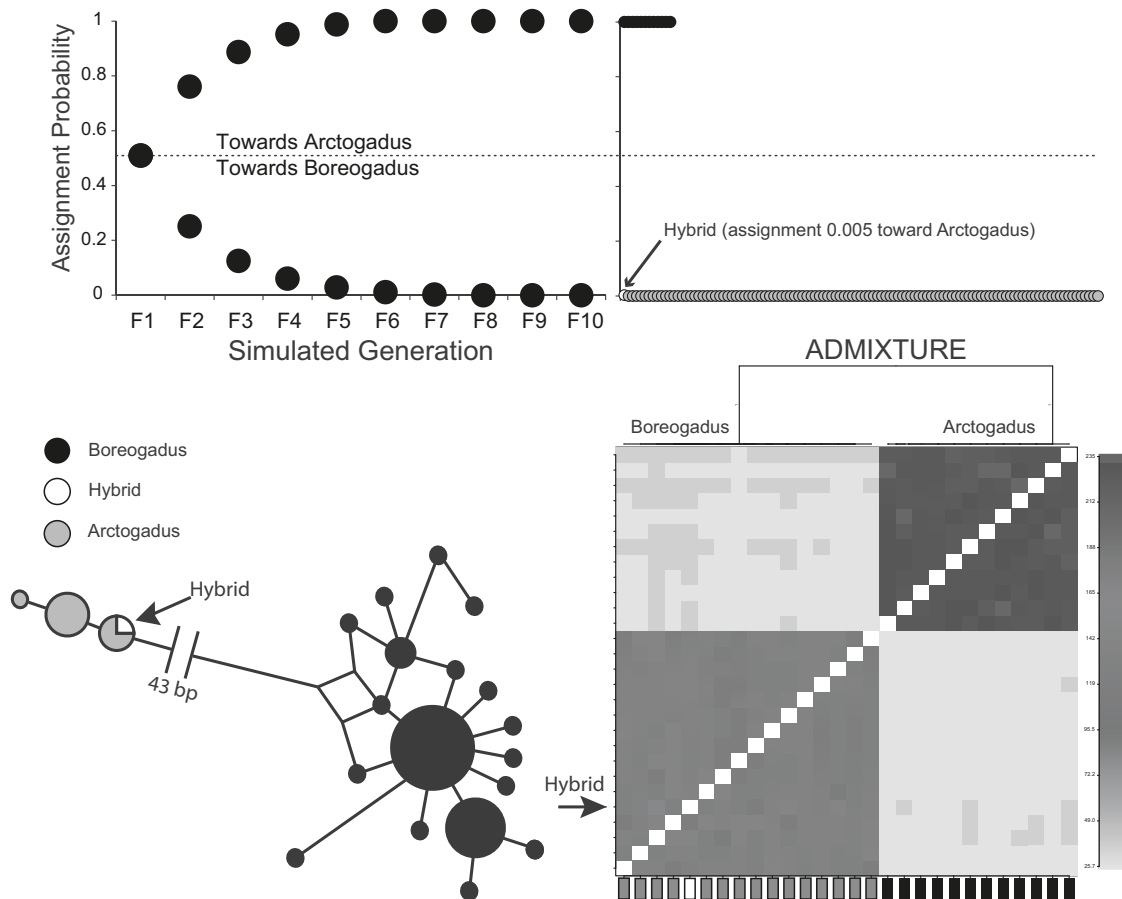 Assignment Probability
1
0.8
0.6
0.4
0.2
0
Towards Arctogadus
Towards Boreogadus
F1 F2 F3 F4 F5 F6 F7 F8 F9 F10
Simulated Generation
Hybrid (assignment 0.005 toward Arctogadus)
ADMIXTURE
Boreogadus
Hybrid
Arctogadus
Hybrid
43 bp
Boreogadus Arctogadus
Hybrid
235
212
188
165
142
119
95.5
72.2
49.0
25.7